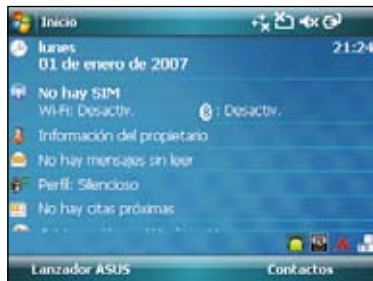 Inicio
lunes 21:24
01 de enero de 2007
No hay SIM
Wi-Fi: Desactiv. : Desactiv.
Información del propietario
No hay mensajes sin leer
Perfil: Silencioso
No hay citas próximas
Lanzador ASUS Contactos